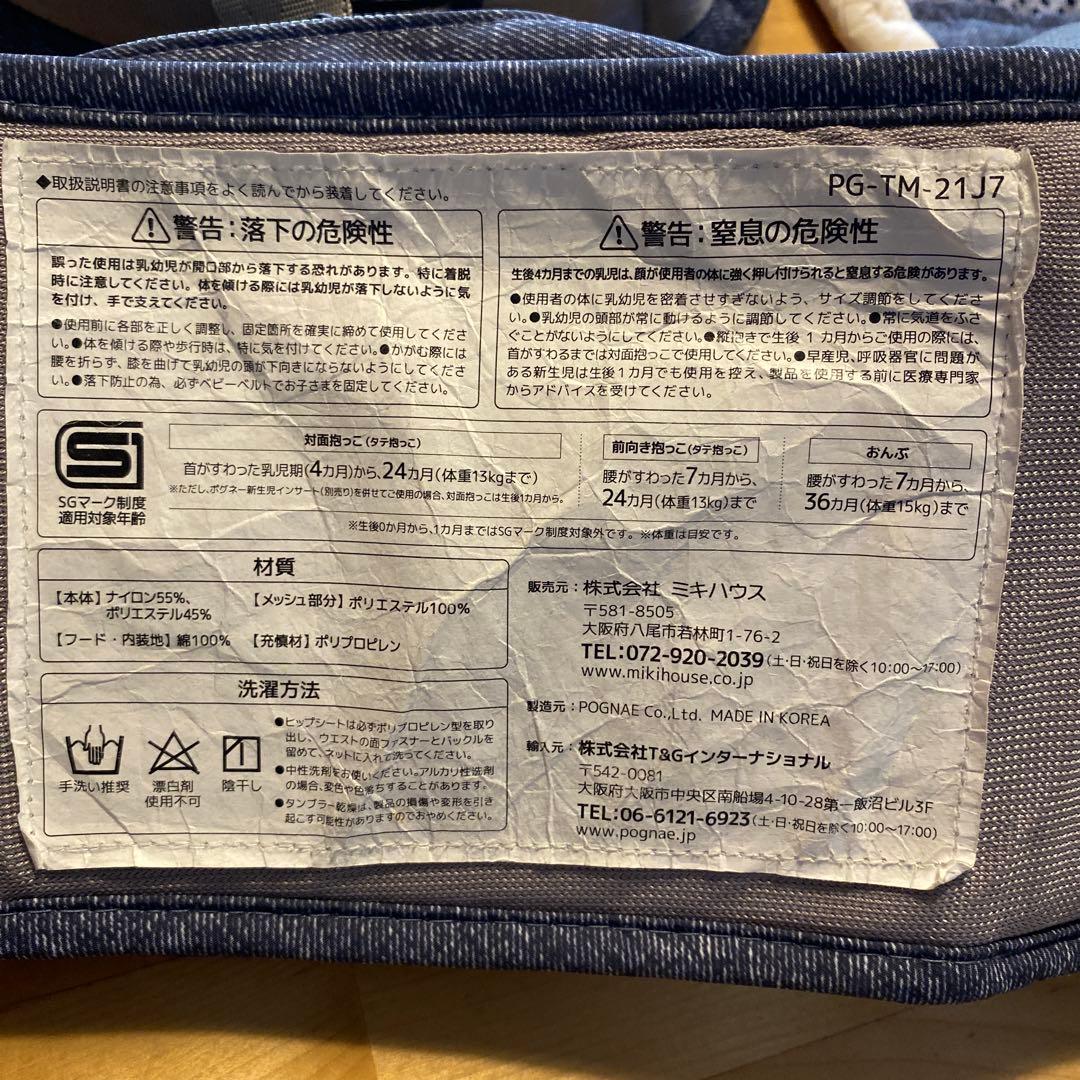 ◆取扱説明書の注意事項をよく読んでから装着してください。
PG-TM-21J7
警告:落下の危険性
誤った使用は乳幼児が開口部から落下する恐れがあります。特に着脱
時に注意してください。体を傾ける際には乳幼児が落下しないように気
を付け、手で支えてください。
●使用前に各部を正しく調整し、固定箇所を確実に締めて使用してくださ
い。●体を傾ける際や歩行時は、特に気を付けてください。●かがむ際には
腰を折らず、膝を曲げて乳幼児の頭が下向きにならないようにしてくださ
い。●落下防止の為、必ずベビーベルトでお子さまを固定してください。
警告:窒息の危険性
生後4カ月までの乳児は、顔が使用者の体に強く押し付けられると窒息する危険があります。
●使用者の体に乳幼児を密着させすぎないよう、サイズ調節をしてくださ
い。●乳幼児の頭部が常に動けるように調節してください。●常に気道をふさ
ぐことがないようにしてください。●縦抱きで生後 1 カ月からご使用の際には、
首がすわるまでは対面抱っこで使用してください。●早産児、呼吸器官に問題が
ある新生児は生後1カ月でも使用を控え、製品を使用する前に医療専門家
からアドバイスを受けてください。
SGマーク制度
適用対象年齢
対面抱っこ(タテ抱っこ)
首がすわった乳児期(4カ月)から、24カ月(体重13kgまで)
※ただし、ポグネー新生児インサート(別売り)を併せてご使用の場合、対面抱っこは生後1カ月から。
前向き抱っこ(タテ抱っこ)
腰がすわった7カ月から、
24カ月(体重13kg)まで
おんぶ
腰がすわった7カ月から、
36カ月(体重15kg)まで
※生後0か月から、1カ月まではSGマーク制度対象外です。 ※体重は目安です。
材質
【本体】ナイロン55%、
ポリエステル45%
【メッシュ部分】ポリエステル100%
【フード・内装地】綿100%
【充慎材】ポリプロピレン
洗濯方法
手洗い推奨
漂白剤
使用不可
陰干し
●ヒップシートは必ずポリプロピレン型を取り
出し、ウエストの面ファスナーとバックルを
留めて、ネットに入れて洗ってください。
●中性洗剤をお使いください。アルカリ性洗剤
の場合、変色や色落ちすることがあります。
●タンブラー乾燥は、製品の損傷や変形を引き
起こす可能性がありますのでおやめください。
販売元:株式会社 ミキハウス
〒581-8505
大阪府八尾市若林町1-76-2
TEL:072-920-2039(土・日・祝日を除く10:00~17:00)
www.mikihouse.co.jp
製造元:POGNAE Co.,Ltd. MADE IN KOREA
輸入元:株式会社T&Gインターナショナル
〒542-0081
大阪府大阪市中央区南船場4-10-28第一飯沼ビル3F
TEL:06-6121-6923(土・日・祝日を除く10:00~17:00)
www.pognae.jp